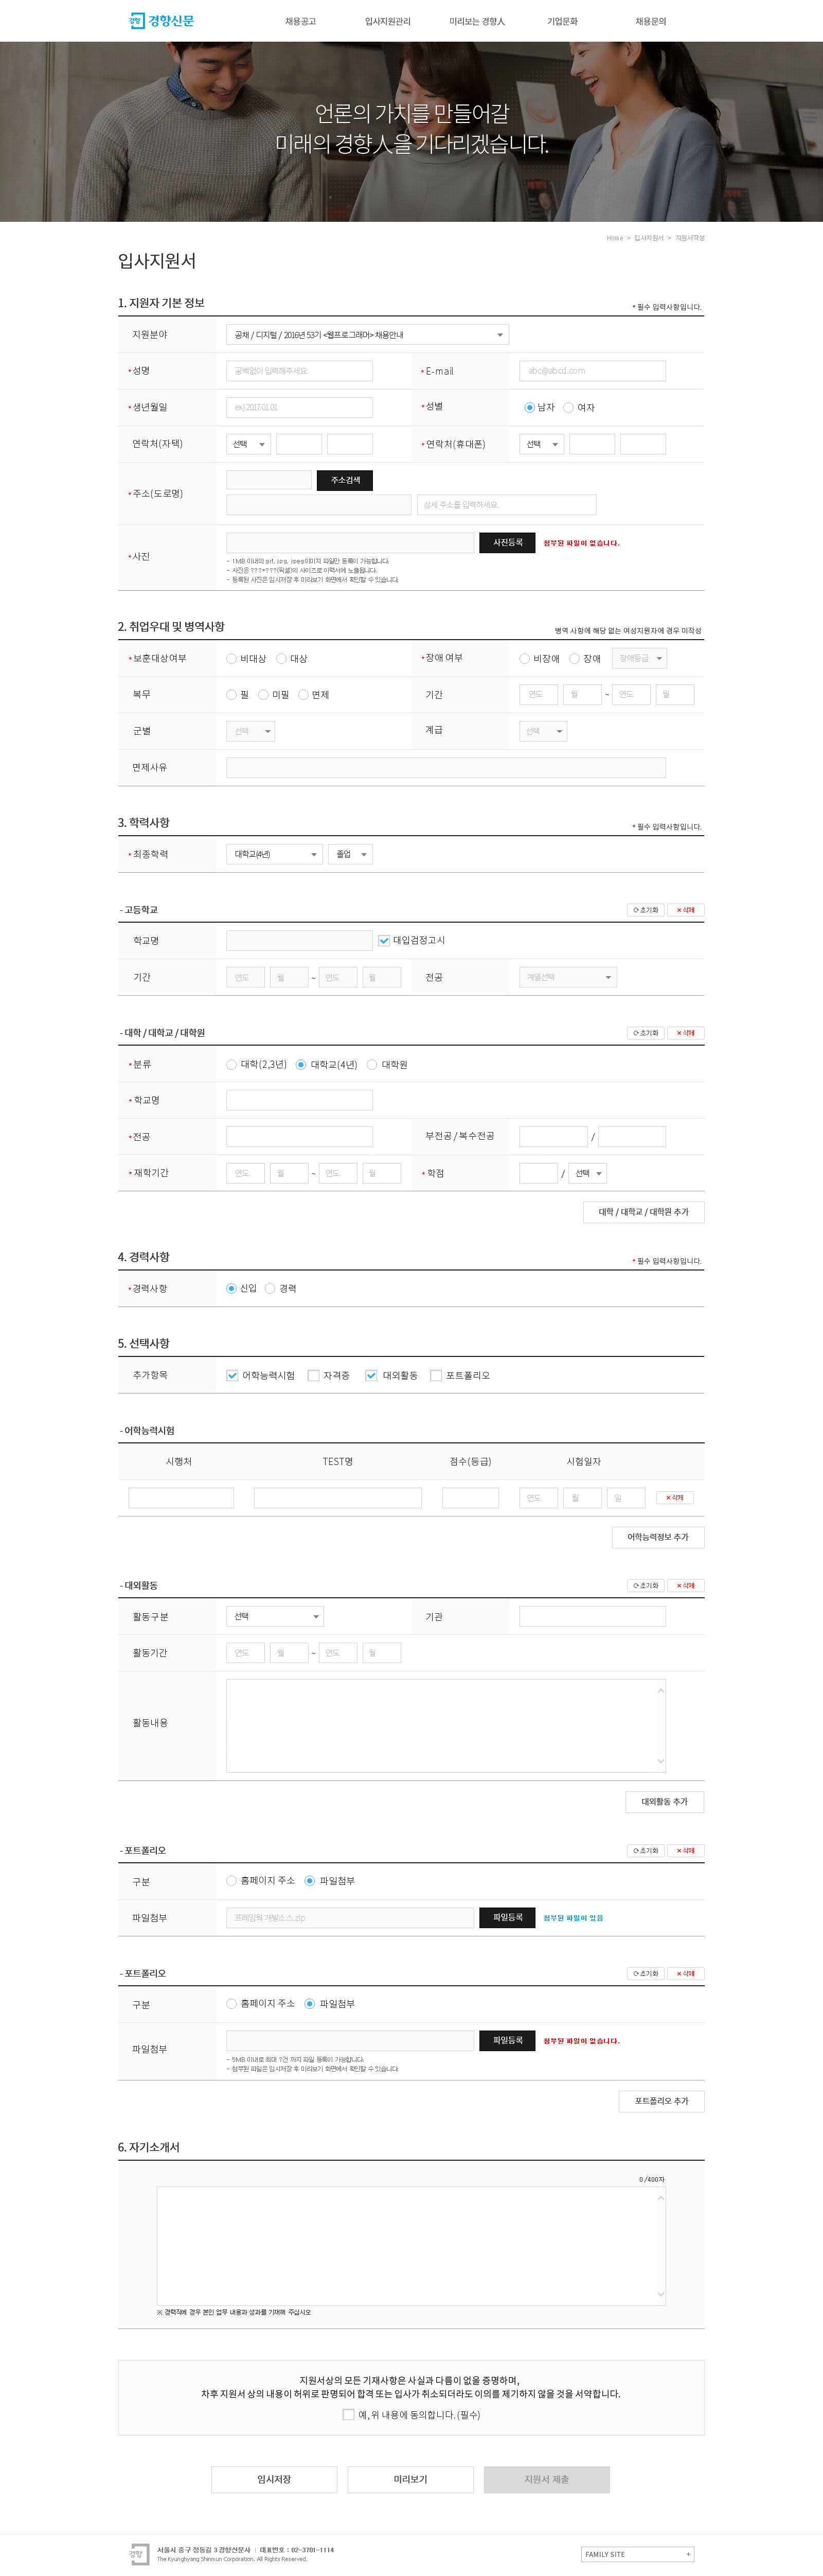 경향 경향신문
채용공고 입사지원관리 미리보는 경향人 기업문화 채용문의
언론의 가치를 만들어갈
미래의 경향人을 기다리겠습니다.
Home > 입사지원서 > 지원서작성
입사지원서
1. 지원자 기본 정보 * 필수 입력사항입니다.
지원분야 공채 / 디지털 / 2016년 53기 <웹프로그래머> 채용안내
* 성명 공백없이 입력해주세요 * E-mail abc@abcd.com
* 생년월일 ex) 2017.01.01 * 성별 남자 여자
연락처(자택) 선택 * 연락처(휴대폰) 선택
* 주소(도로명) 주소검색
상세 주소를 입력하세요.
* 사진 사진등록 첨부된 파일이 없습니다.
- 1MB 이내의 gif, jpg, jpeg이미지 파일만 등록이 가능합니다.
- 사진은 ???*???(픽셀)의 사이즈로 이력서에 노출됩니다.
- 등록된 사진은 임시저장 후 미리보기 화면에서 확인할 수 있습니다.
2. 취업우대 및 병역사항 병역 사항에 해당 없는 여성지원자에 경우 미작성
* 보훈대상여부 비대상 대상 * 장애 여부 비장애 장애 장애등급
복무 필 미필 면제 기간 연도 월 ~ 연도 월
군별 선택 계급 선택
면제사유
3. 학력사항 * 필수 입력사항입니다.
* 최종학력 대학교(4년) 졸업
- 고등학교 초기화 × 삭제
학교명 대입검정고시
기간 연도 월 ~ 연도 월 전공 계열선택
- 대학 / 대학교 / 대학원 초기화 × 삭제
* 분류 대학(2,3년) 대학교(4년) 대학원
* 학교명
* 전공 부전공 / 복수전공 /
* 재학기간 연도 월 ~ 연도 월 * 학점 / 선택
대학 / 대학교 / 대학원 추가
4. 경력사항 * 필수 입력사항입니다.
* 경력사항 신입 경력
5. 선택사항
추가항목 어학능력시험 자격증 대외활동 포트폴리오
- 어학능력시험
시행처 TEST명 점수(등급) 시험일자
연도 월 일 × 삭제
어학능력정보 추가
- 대외활동 초기화 × 삭제
활동구분 선택 기관
활동기간 연도 월 ~ 연도 월
활동내용
대외활동 추가
- 포트폴리오 초기화 × 삭제
구분 홈페이지 주소 파일첨부
파일첨부 프레임웍 개발소스.zip 파일등록 첨부된 파일이 있음
- 포트폴리오 초기화 × 삭제
구분 홈페이지 주소 파일첨부
파일첨부 파일등록 첨부된 파일이 없습니다.
- 5MB 이내로 최대 ?건 까지 파일 등록이 가능합니다.
- 첨부된 파일은 임시저장 후 미리보기 화면에서 확인할 수 있습니다.
포트폴리오 추가
6. 자기소개서
0 /400자
※ 경력직에 경우 본인 업무 내용과 성과를 기재해 주십시오
지원서상의 모든 기재사항은 사실과 다름이 없을 증명하며,
차후 지원서 상의 내용이 허위로 판명되어 합격 또는 입사가 취소되더라도 이의를 제기하지 않을 것을 서약합니다.
예, 위 내용에 동의합니다. (필수)
임시저장 미리보기 지원서 제출
경향 서울시 중구 정동길 3 경향신문사 | 대표번호 : 02-3701-1114
The Kyunghyang Shinmun Corporation. All Rights Reserved.
FAMILY SITE +